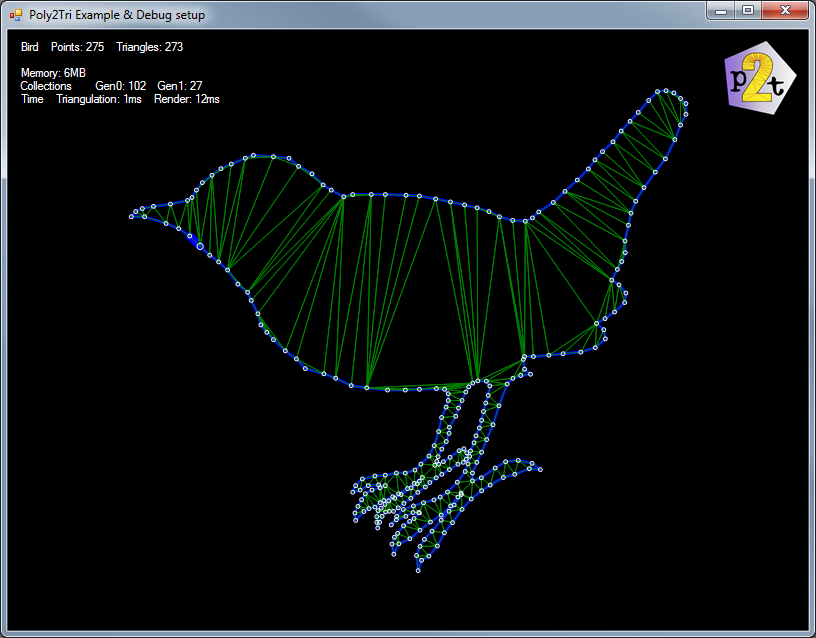 Poly2Tri Example & Debug setup
Bird Points: 275 Triangles: 273
Memory: 6MB
Collections Gen0: 102 Gen1: 27
Time Triangulation: 1ms Render: 12ms
p2t